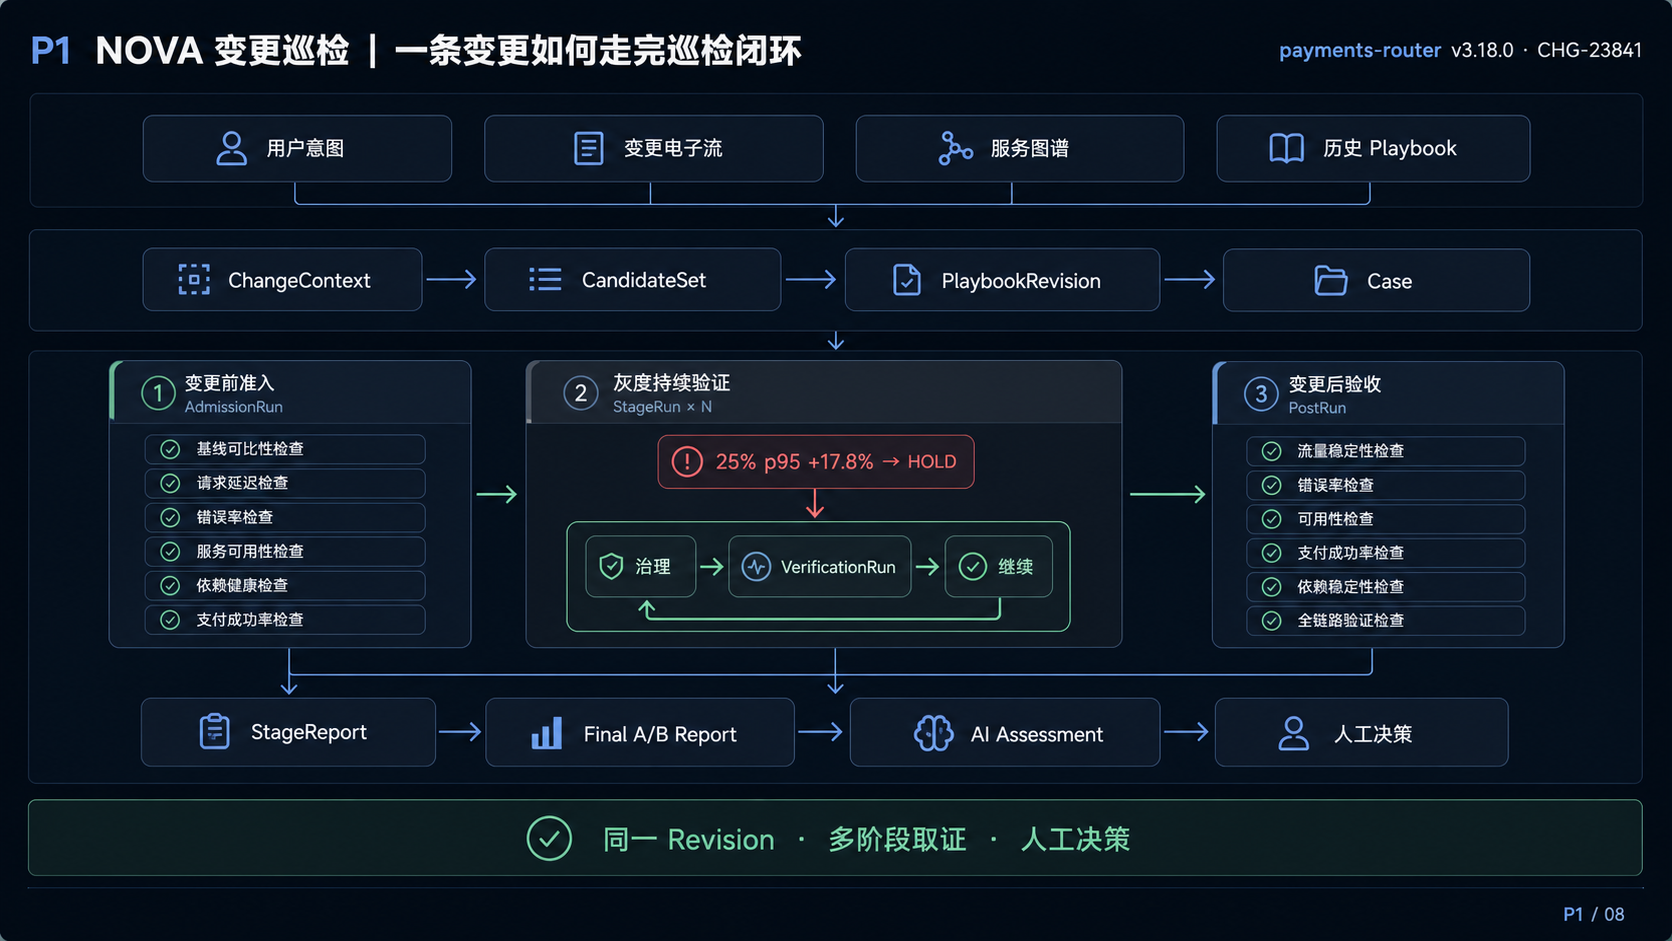 P1 NOVA 变更巡检 | 一条变更如何走完巡检闭环
payments-router v3.18.0 · CHG-23841
用户意图
变更电子流
服务图谱
历史 Playbook
ChangeContext
CandidateSet
PlaybookRevision
Case
1 变更前准入
AdmissionRun
基线可比性检查
请求延迟检查
错误率检查
服务可用性检查
依赖健康检查
支付成功率检查
2 灰度持续验证
StageRun × N
25% p95 +17.8% → HOLD
治理
VerificationRun
继续
3 变更后验收
PostRun
流量稳定性检查
错误率检查
可用性检查
支付成功率检查
依赖稳定性检查
全链路验证检查
StageReport
Final A/B Report
AI Assessment
人工决策
同一 Revision · 多阶段取证 · 人工决策
P1 / 08